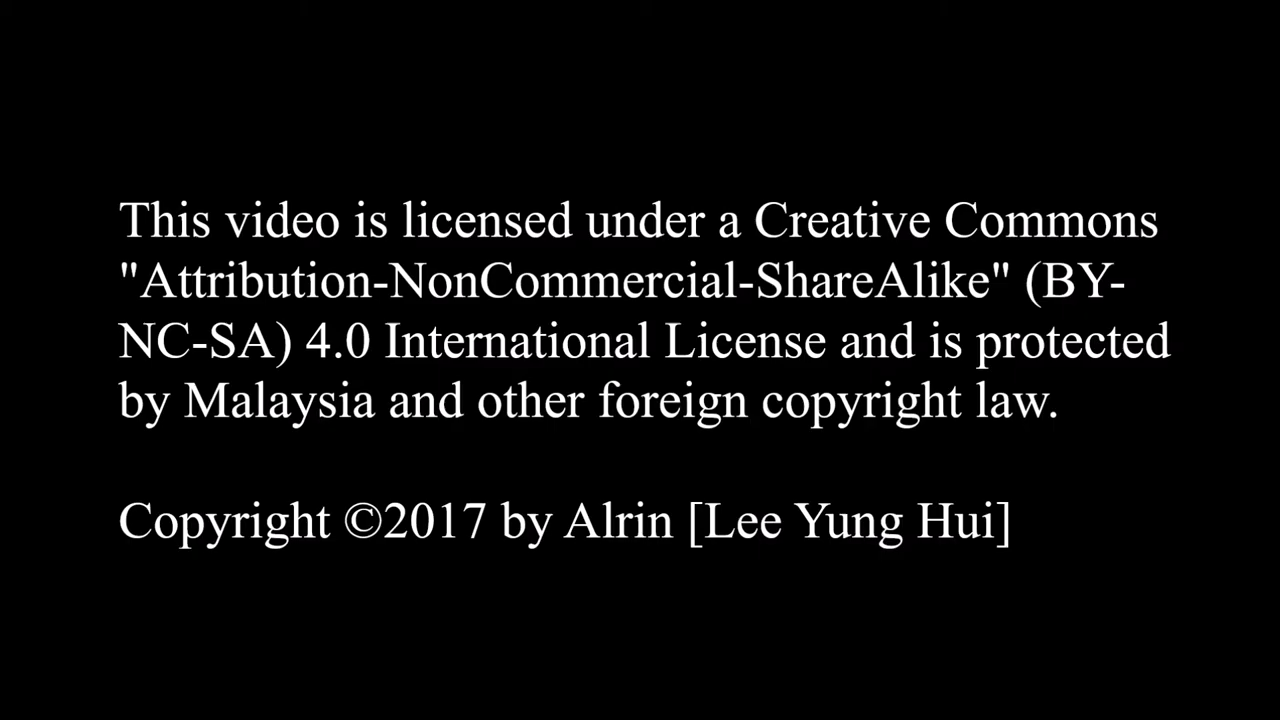 This video is licensed under a Creative Commons
"Attribution-NonCommercial-ShareAlike" (BY-
NC-SA) 4.0 International License and is protected
by Malaysia and other foreign copyright law.
Copyright ©2017 by Alrin [Lee Yung Hui]